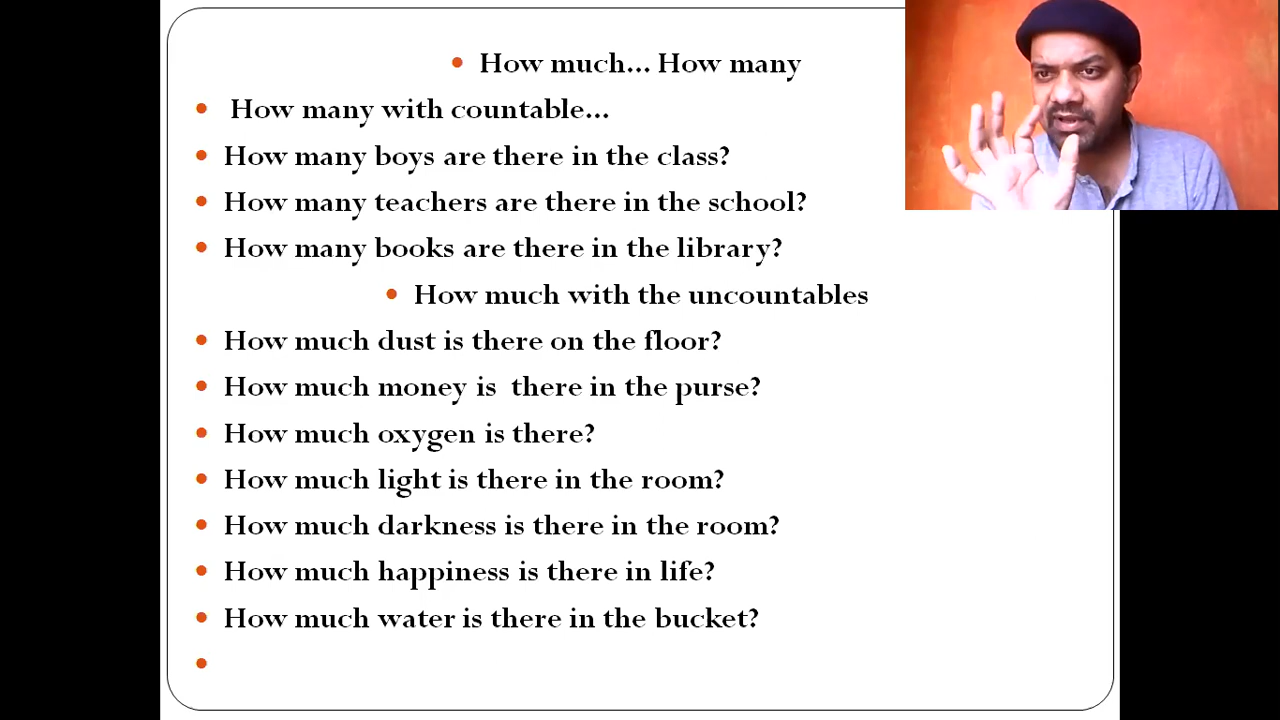 How much... How many
How many with countable...
How many boys are there in the class?
How many teachers are there in the school?
How many books are there in the library?
How much with the uncountables
How much dust is there on the floor?
How much money is  there in the purse?
How much oxygen is there?
How much light is there in the room?
How much darkness is there in the room?
How much happiness is there in life?
How much water is there in the bucket?